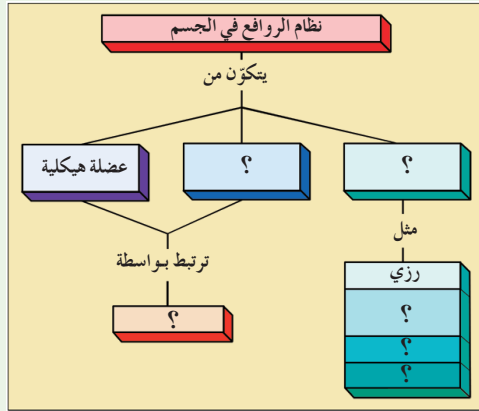 نظام الروافع في الجسم
يتكوّن من
؟
؟
عضلة هيكلية
مثل
ترتبط بواسطة
رزي
؟
؟
؟
؟